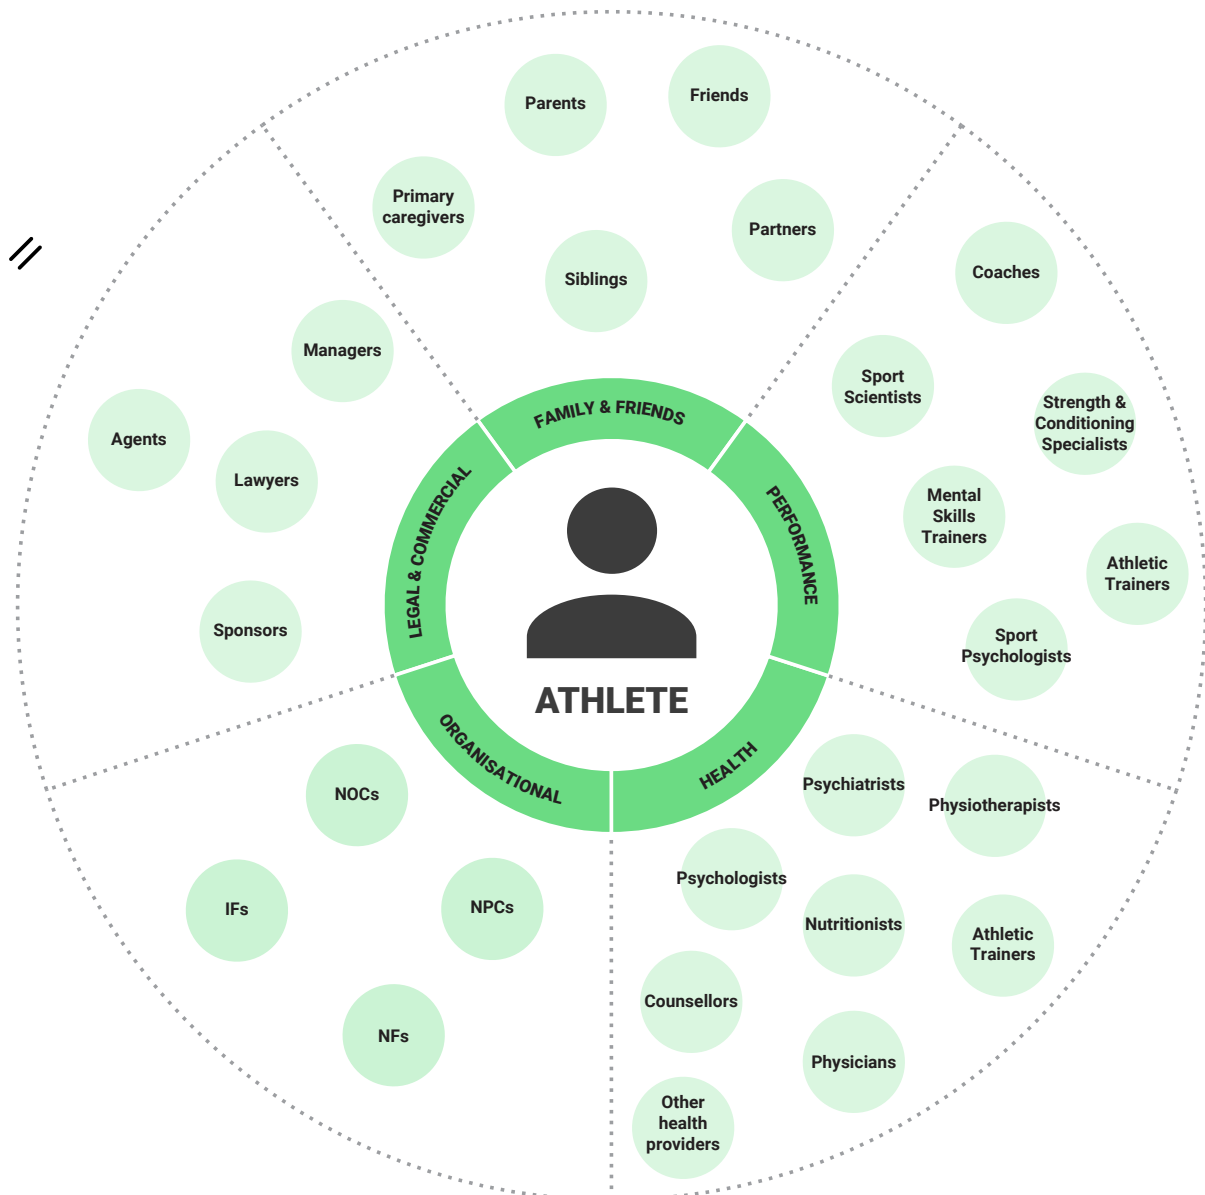 Parents
Friends
Primary
caregivers
Partners
Siblings
Coaches
Managers
Sport
Scientists
Strength &
Conditioning
Specialists
Agents
Lawyers
Mental
Skills
Trainers
Athletic
Trainers
Sponsors
Sport
Psychologists
FAMILY & FRIENDS
PERFORMANCE
LEGAL & COMMERCIAL
ATHLETE
ORGANISATIONAL
HEALTH
NOCs
IFs
NPCs
NFs
Psychiatrists
Physiotherapists
Psychologists
Nutritionists
Athletic
Trainers
Counsellors
Physicians
Other
health
providers